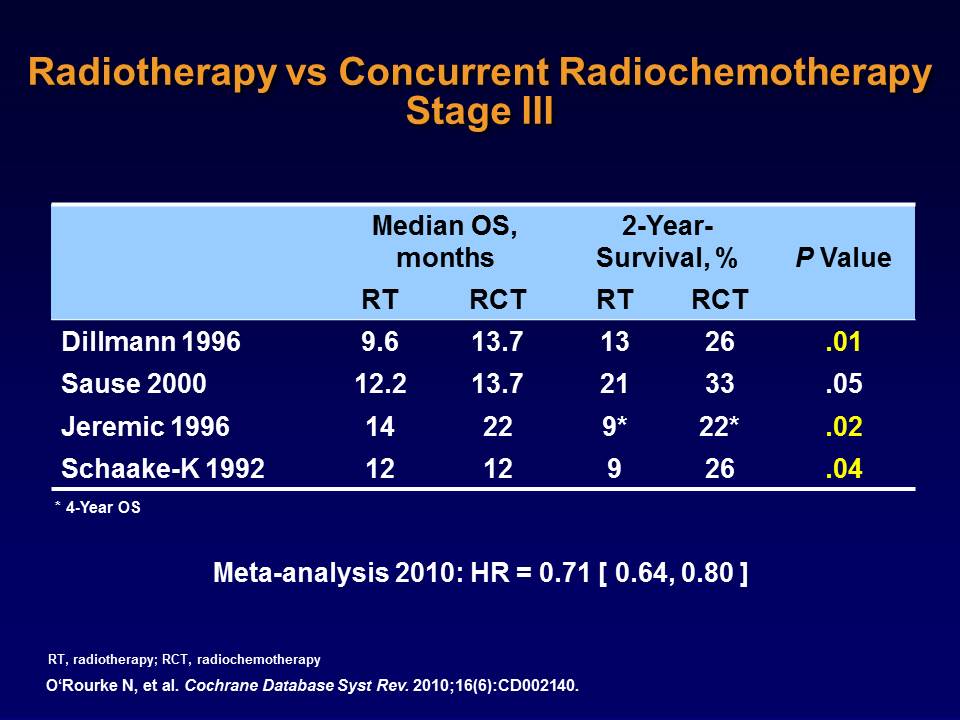 Radiotherapy vs Concurrent Radiochemotherapy
Stage III
Median OS, 2-Year-
months Survival, % P Value
RT RCT RT RCT
Dillmann 1996 9.6 13.7 13 26 .01
Sause 2000 12.2 13.7 21 33 .05
Jeremic 1996 14 22 9* 22* .02
Schaake-K 1992 12 12 9 26 .04
* 4-Year OS
Meta-analysis 2010: HR = 0.71 [ 0.64, 0.80 ]
RT, radiotherapy; RCT, radiochemotherapy
O‘Rourke N, et al. Cochrane Database Syst Rev. 2010;16(6):CD002140.